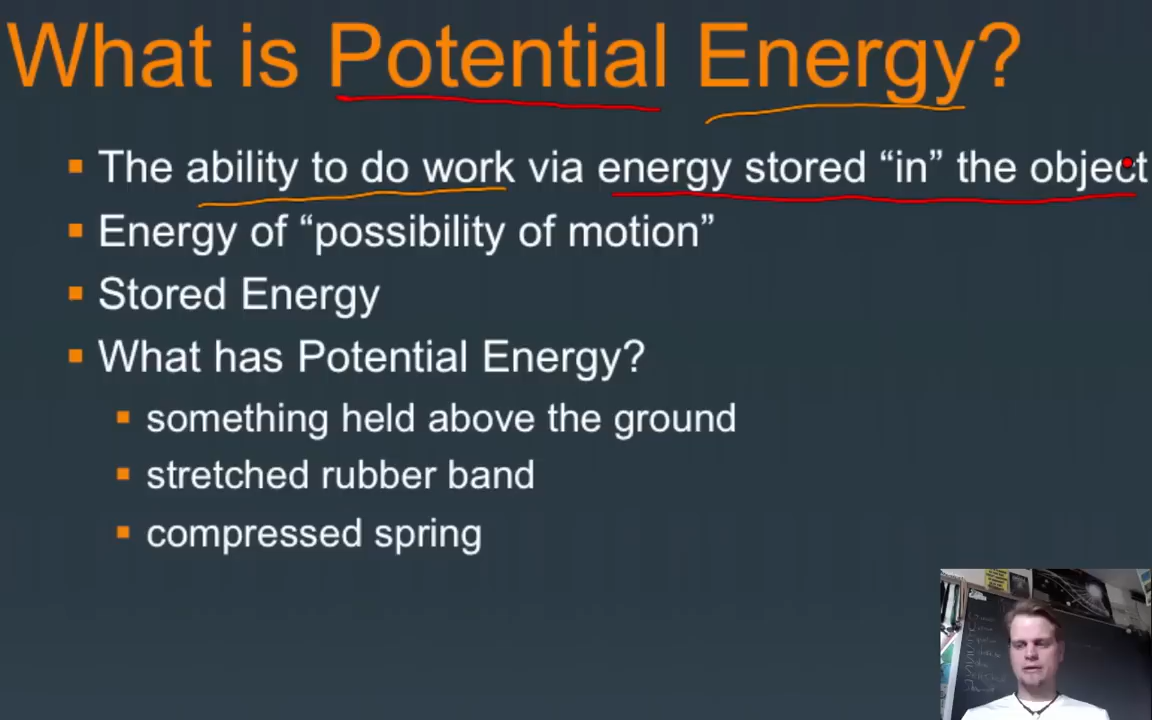 What is Potential Energy?
The ability to do work via energy stored “in” the object
Energy of “possibility of motion”
Stored Energy
What has Potential Energy?
something held above the ground
stretched rubber band
compressed spring